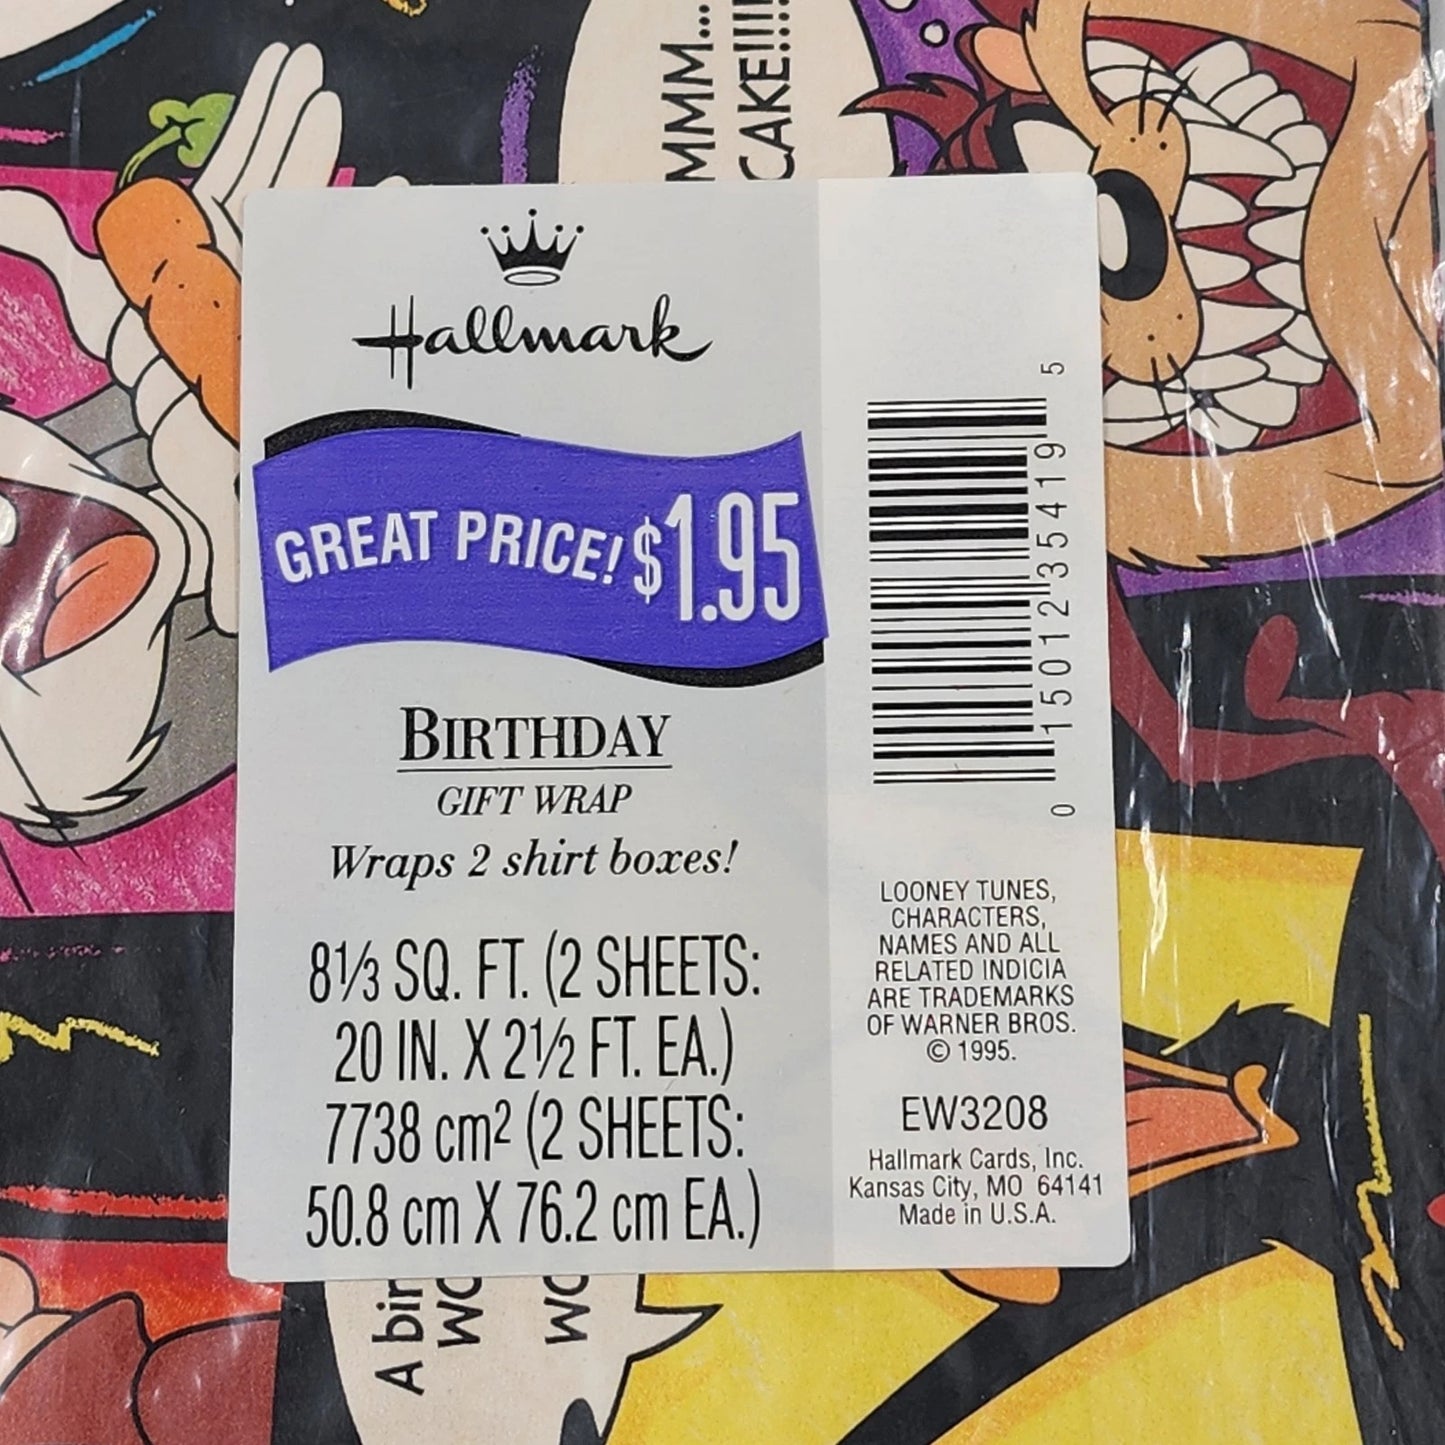 MMM...
CAKE!!!!
Hallmark
GREAT PRICE! $1.95
BIRTHDAY
GIFT WRAP
Wraps 2 shirt boxes!
8⅓ SQ. FT. (2 SHEETS:
20 IN. X 2½ FT. EA.)
7738 cm² (2 SHEETS:
50.8 cm X 76.2 cm EA.)
0 15012 35419 5
LOONEY TUNES,
CHARACTERS,
NAMES AND ALL
RELATED INDICIA
ARE TRADEMARKS
OF WARNER BROS.
© 1995.
EW3208
Hallmark Cards, Inc.
Kansas City, MO 64141
Made in U.S.A.
A